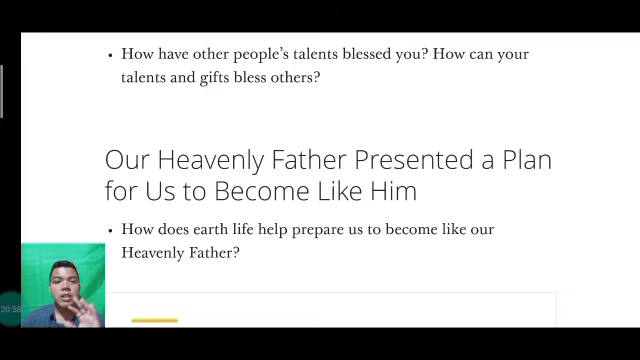 • How have other people's talents blessed you? How can your
talents and gifts bless others?
Our Heavenly Father Presented a Plan
for Us to Become Like Him
• How does earth life help prepare us to become like our
Heavenly Father?
20:58